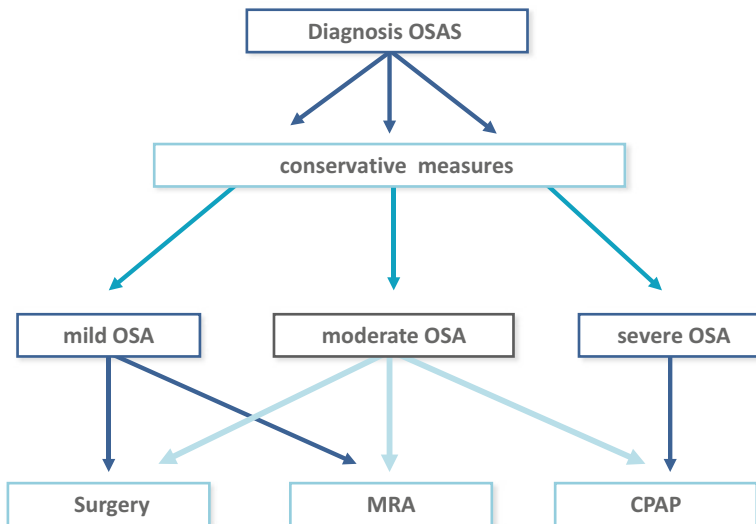 Diagnosis OSAS
conservative measures
mild OSA
moderate OSA
severe OSA
Surgery
MRA
CPAP